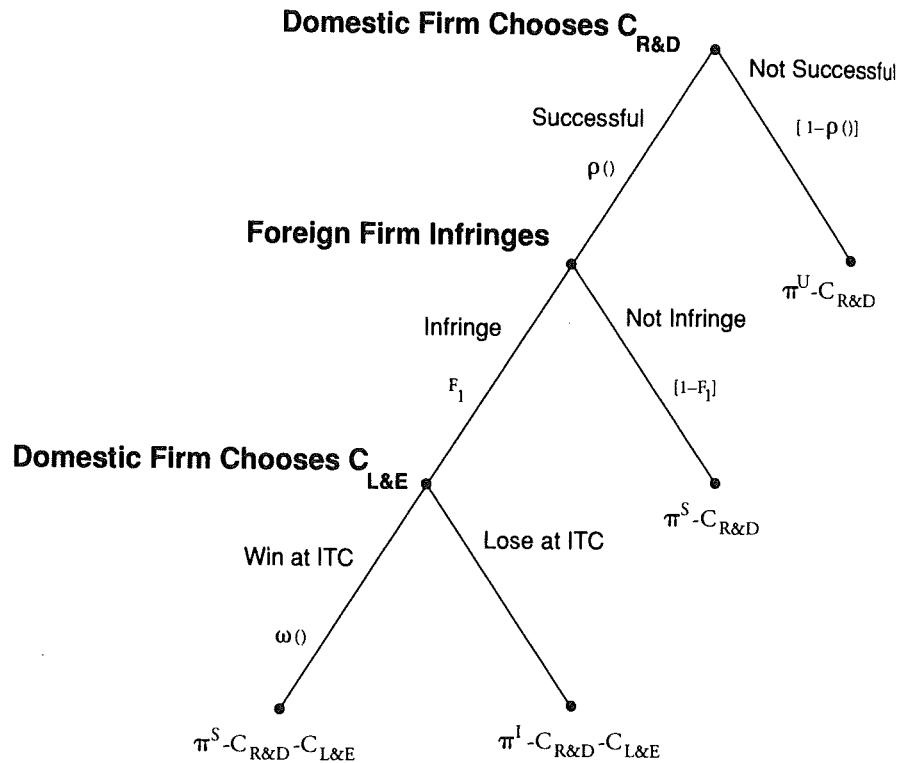 Domestic Firm Chooses C_R&D
Not Successful
Successful
[1-ρ()]
ρ()
Foreign Firm Infringes
π^U-C_R&D
Infringe
Not Infringe
F_1
[1-F_1]
Domestic Firm Chooses C_L&E
π^S-C_R&D
Win at ITC
Lose at ITC
ω()
π^S-C_R&D-C_L&E
π^I-C_R&D-C_L&E